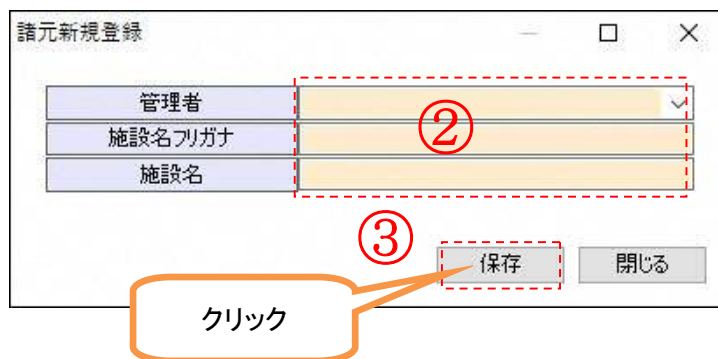 諸元新規登録
管理者
②
施設名フリガナ
施設名
③
保存
閉じる
クリック